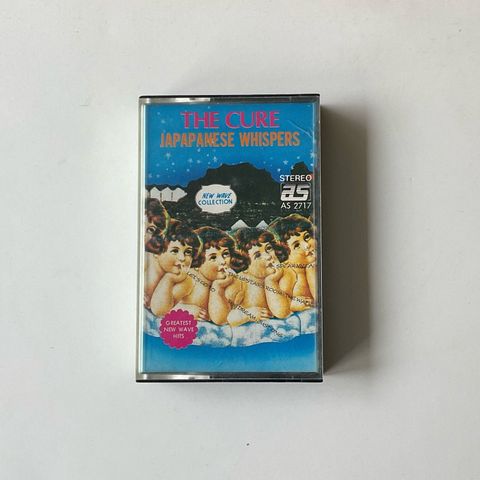 THE CURE
JAPAPANESE WHISPERS
STEREO
as
AS 2717
NEW WAVE
COLLECTION
GREATEST
NEW WAVE
HITS